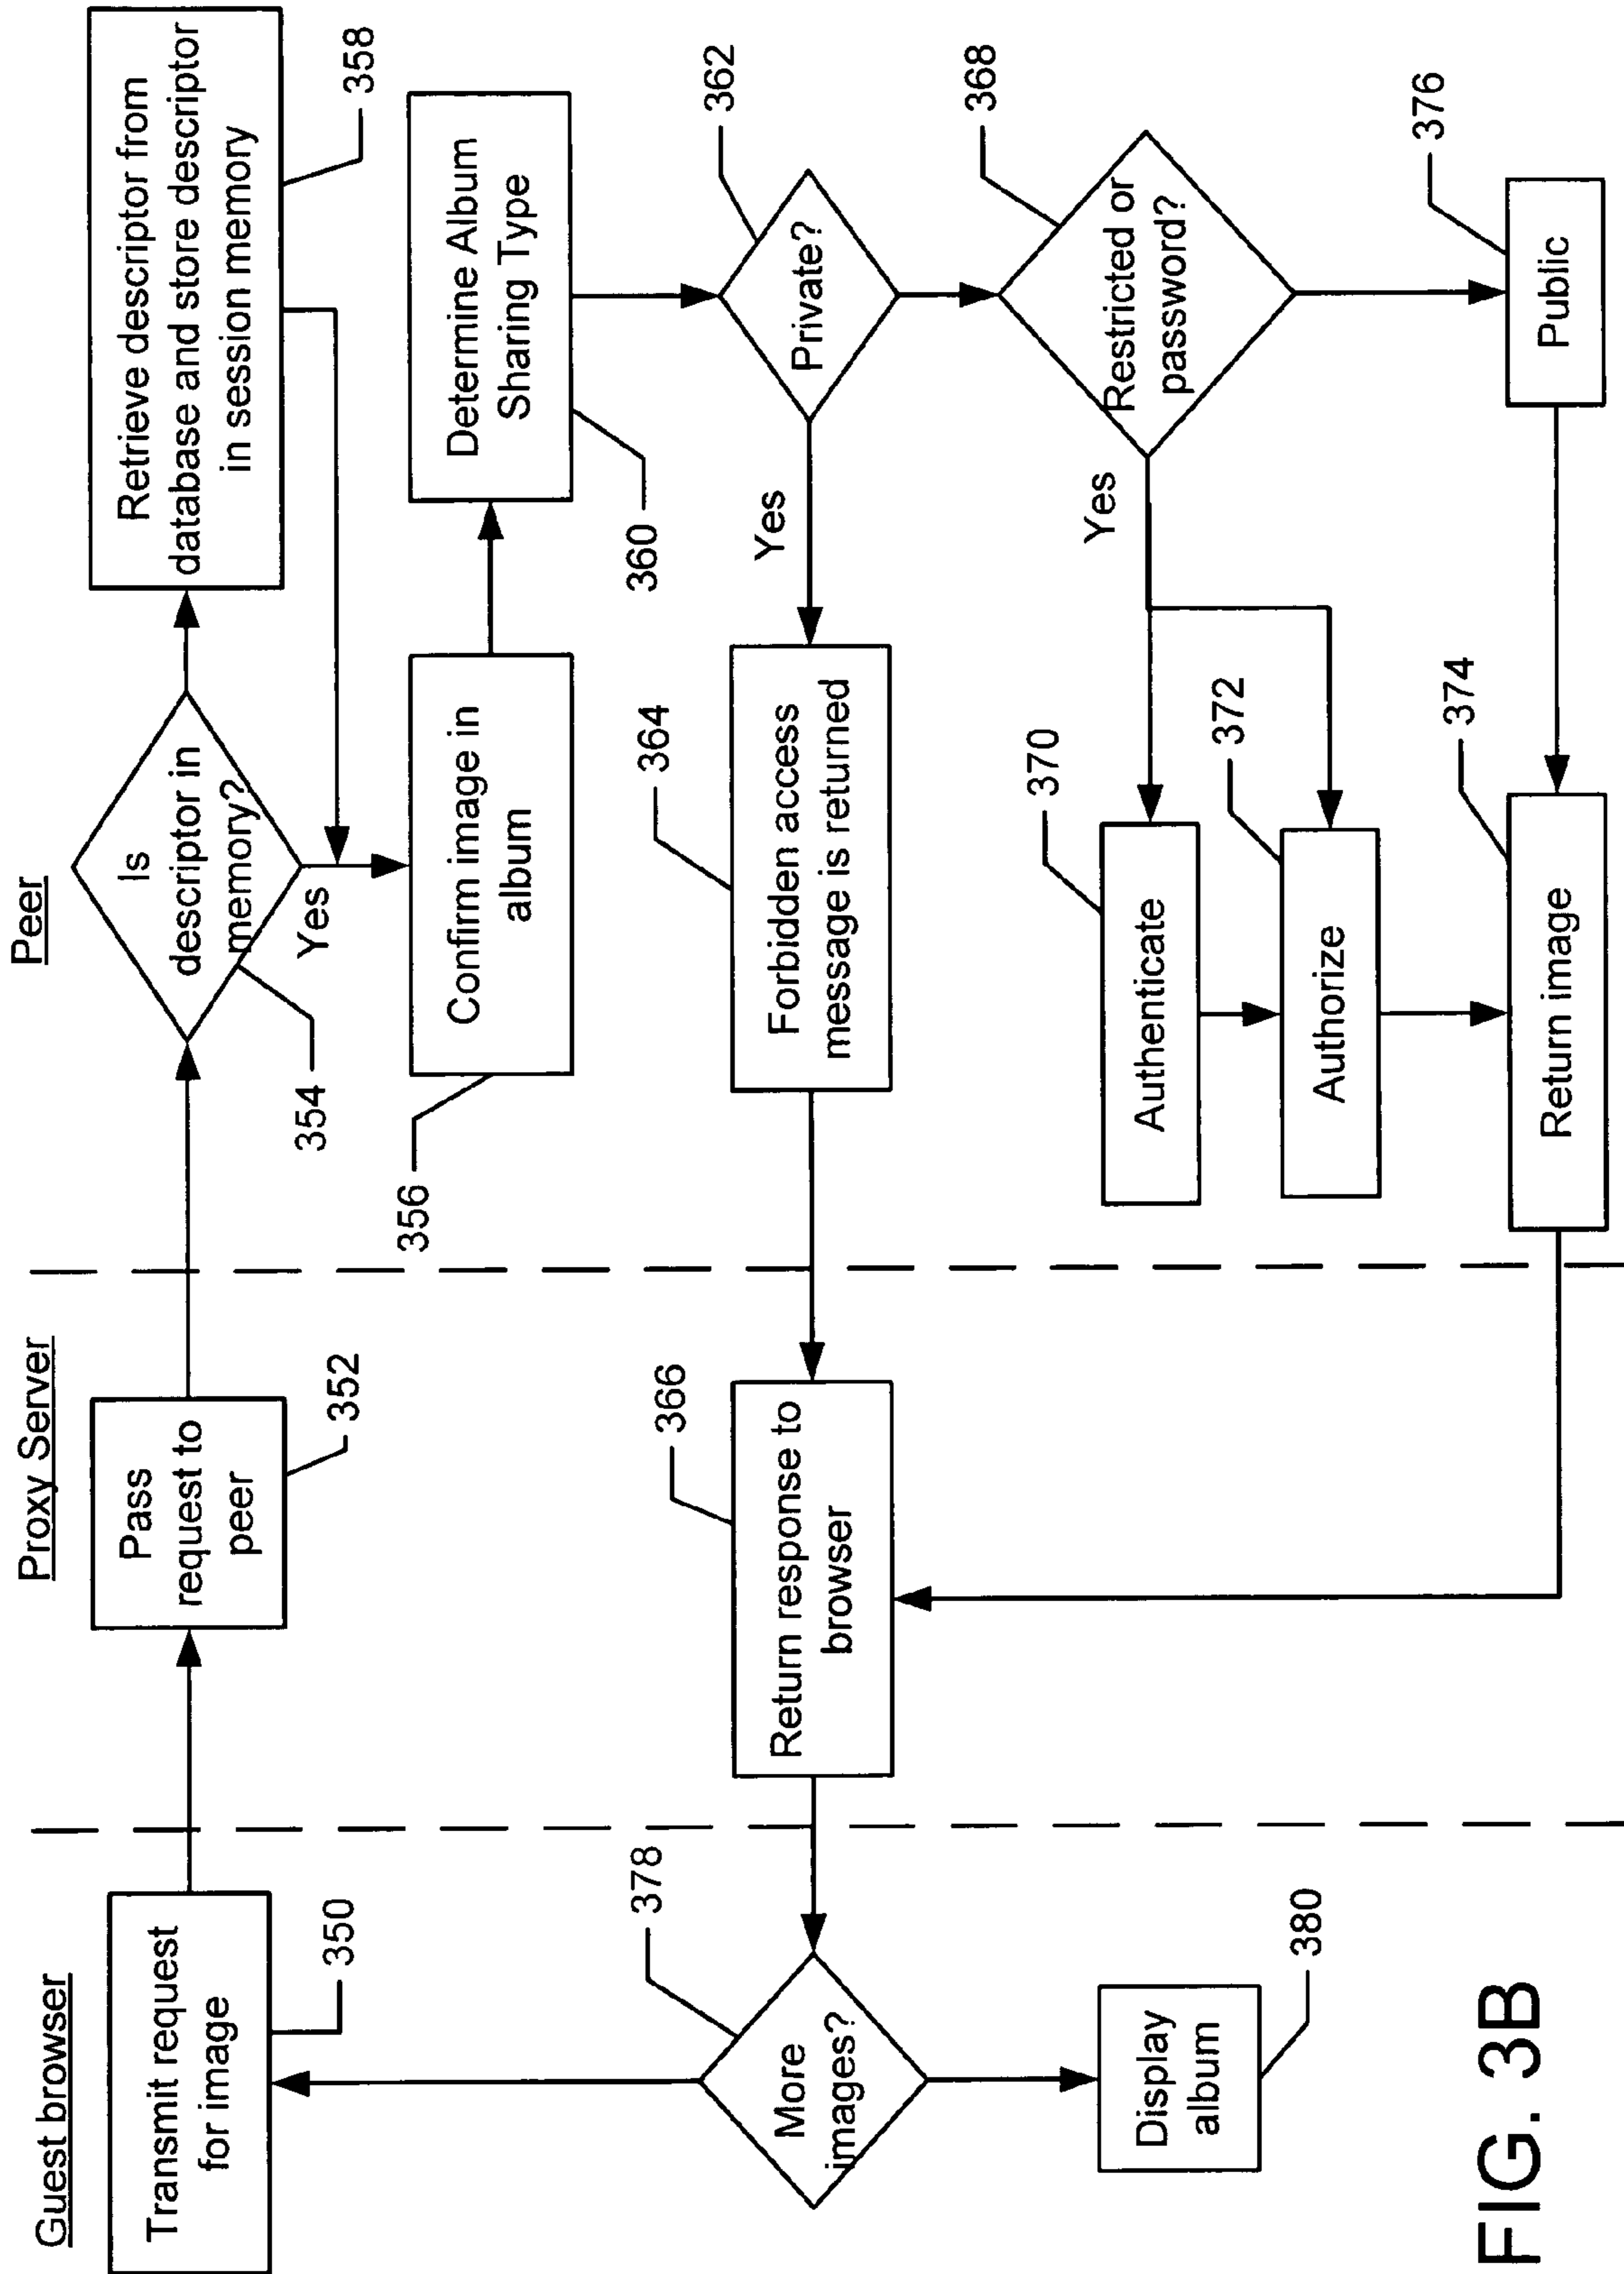 Guest browser
Proxy Server
Peer
Transmit request
for image
350
Pass
request to
peer
352
Is
descriptor in
memory?
354
Yes
Retrieve descriptor from
database and store descriptor
in session memory
358
Confirm image in
album
356
Determine Album
Sharing Type
360
Private?
362
Yes
Forbidden access
message is returned
364
Return response to
browser
366
More
images?
378
Display
album
380
Restricted or
password?
368
Yes
Authenticate
370
Authorize
372
Public
376
Return image
374
FIG. 3B